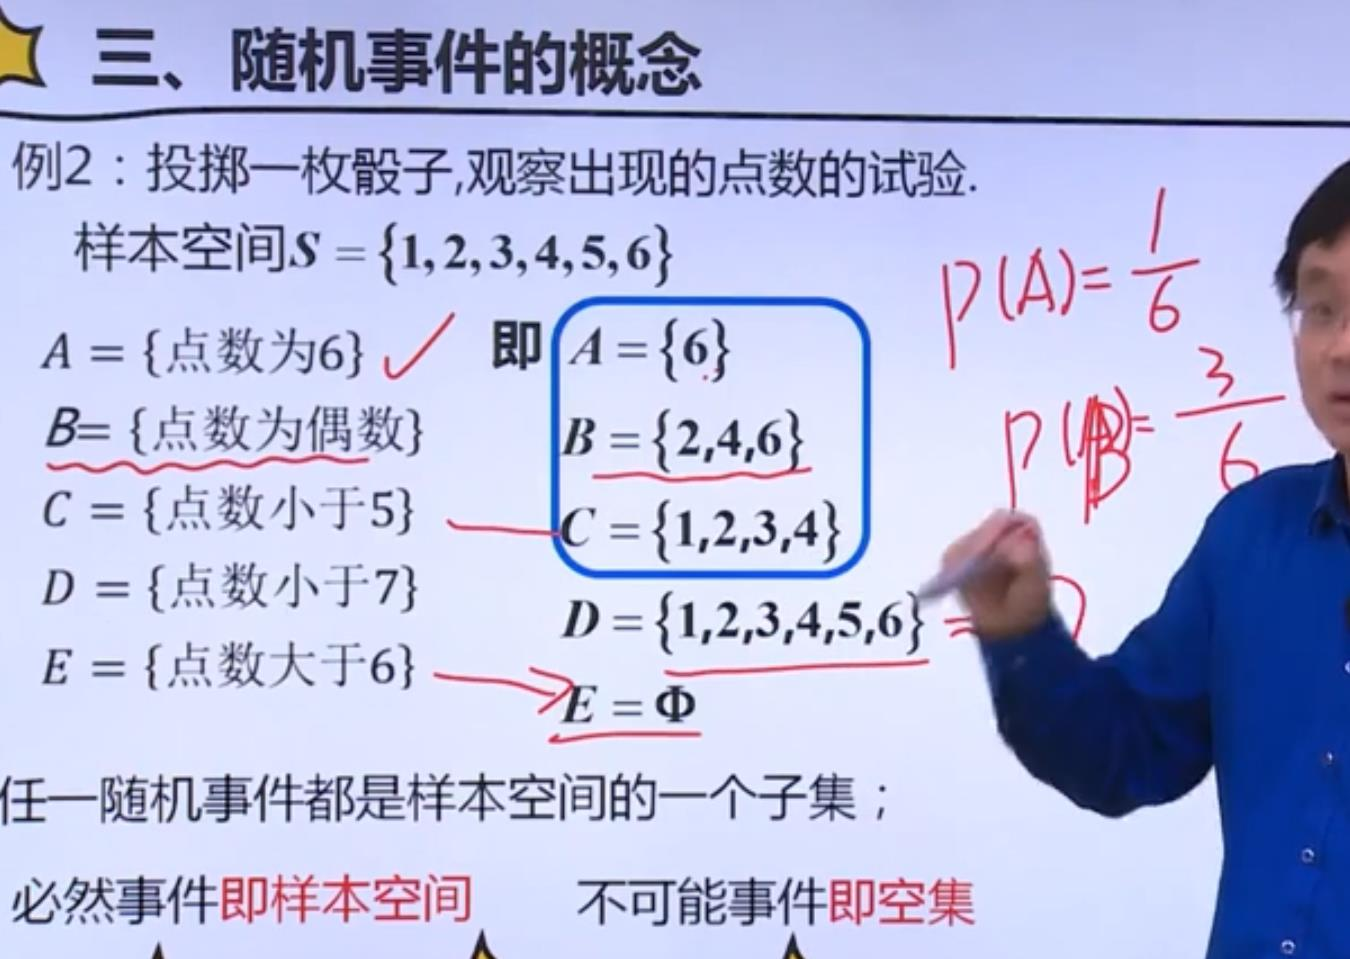 三、随机事件的概念
例2：投掷一枚骰子,观察出现的点数的试验.
样本空间S = {1,2,3,4,5,6}
A = {点数为6} 即 A = {6}
B= {点数为偶数} B = {2,4,6}
C = {点数小于5} C = {1,2,3,4}
D = {点数小于7} D = {1,2,3,4,5,6} =
E = {点数大于6} E = Φ
P(A)= 1/6
P(B)= 3/6
任一随机事件都是样本空间的一个子集；
必然事件即样本空间 不可能事件即空集